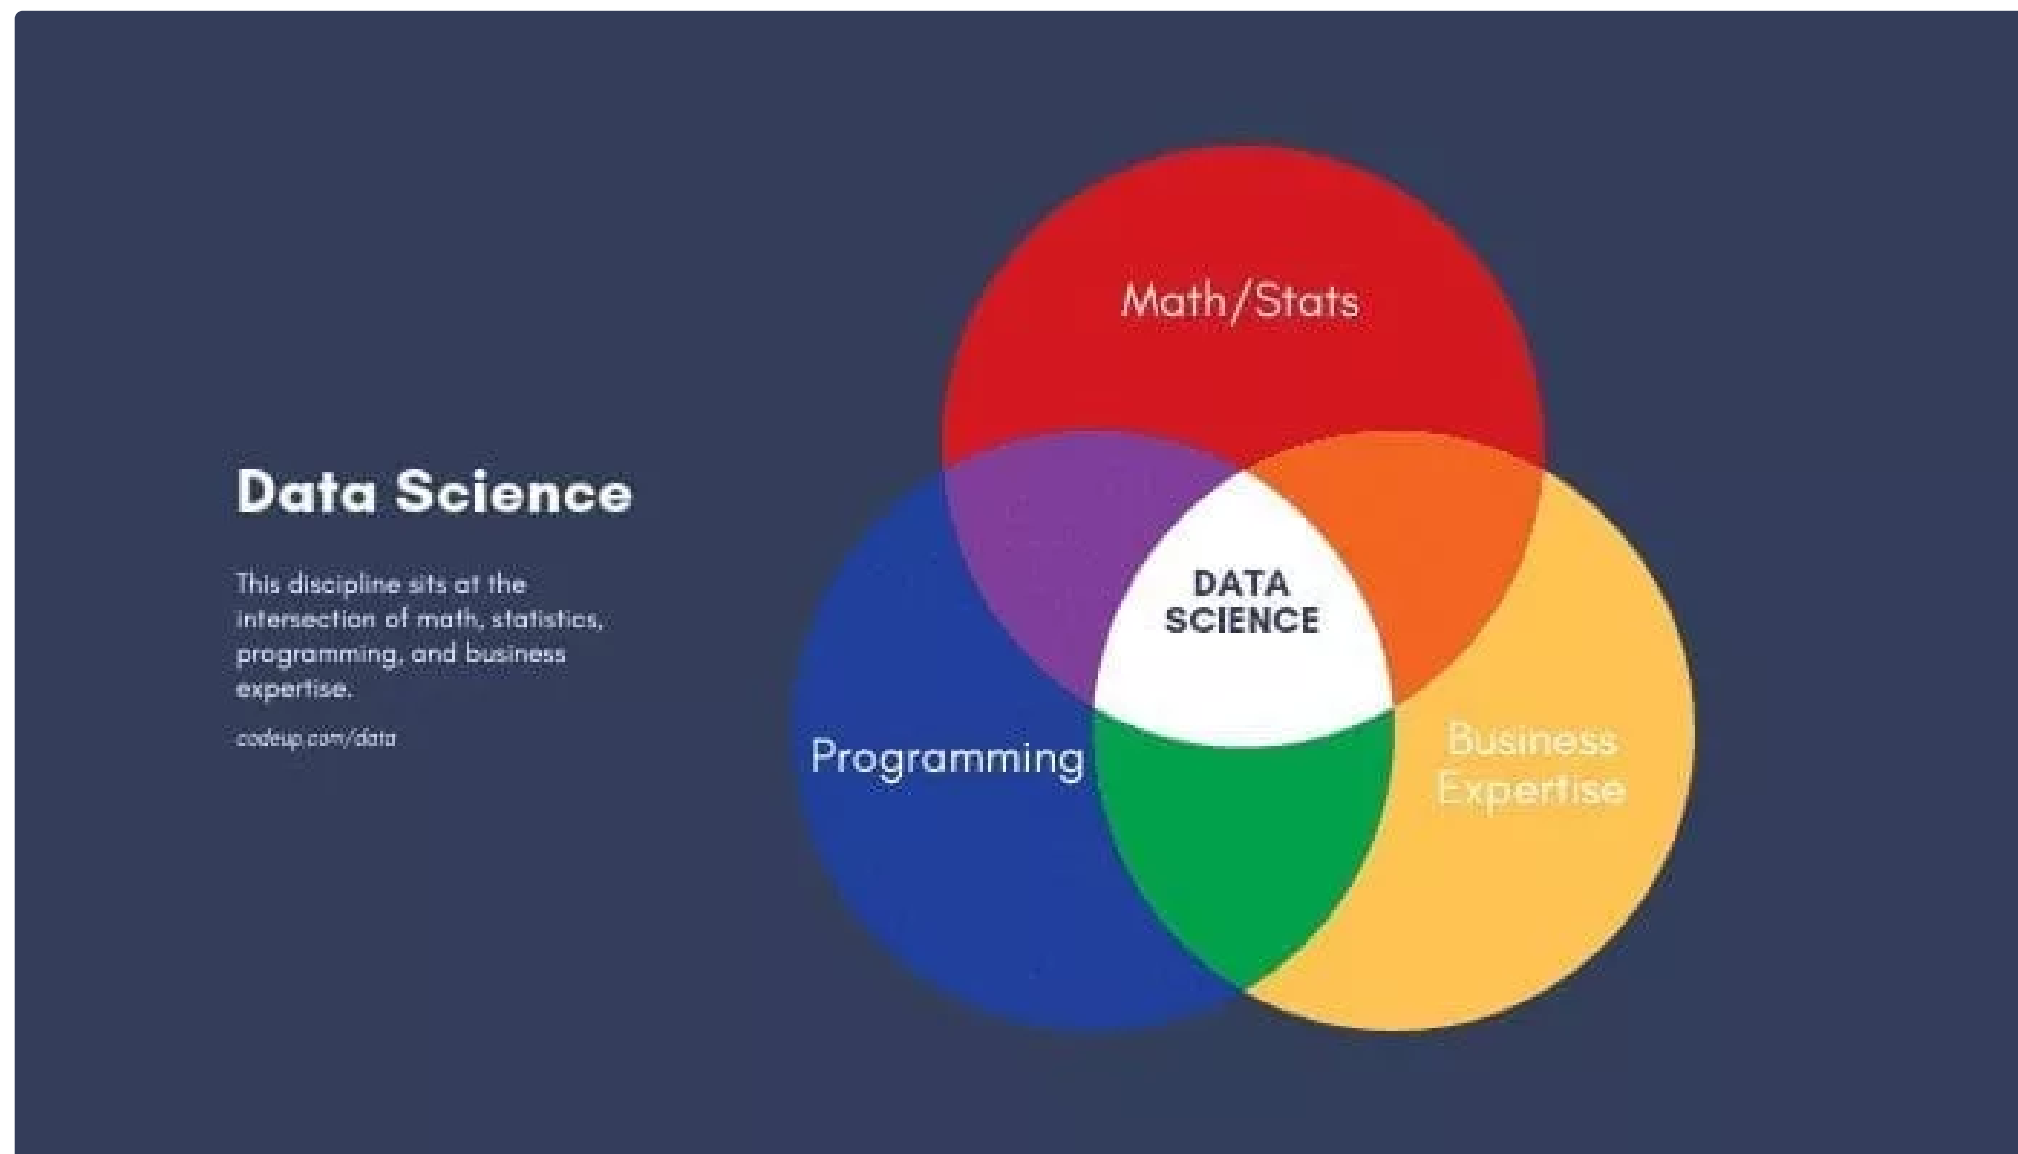 Data Science
This discipline sits at the
intersection of math, statistics,
programming, and business
expertise.
codeup.com/data
Math/Stats
DATA
SCIENCE
Programming
Business
Expertise